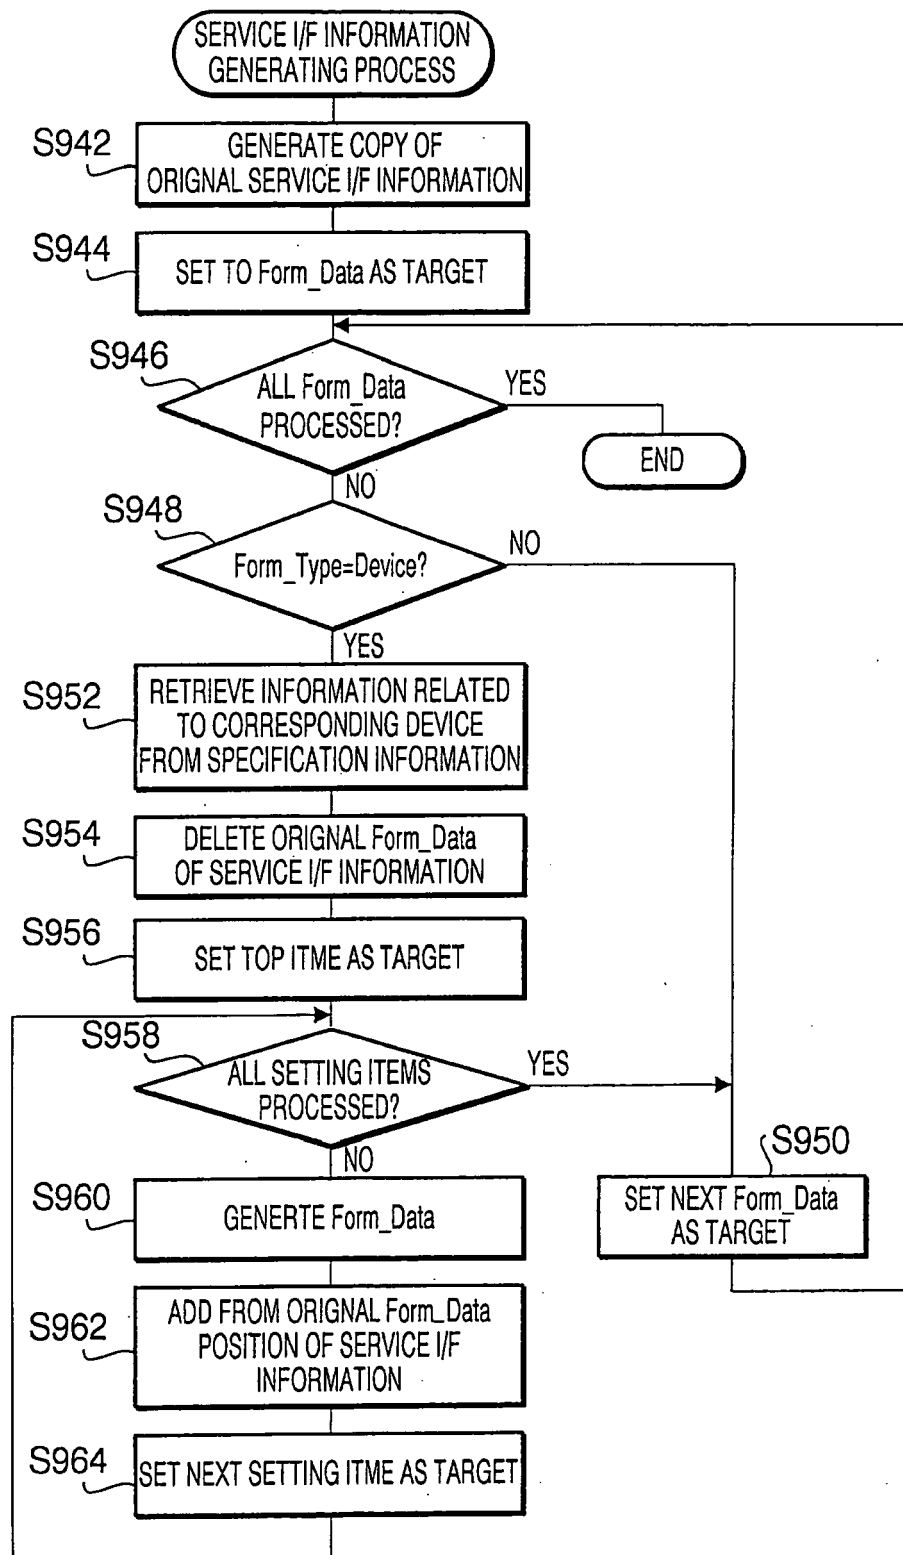 SERVICE I/F INFORMATION
GENERATING PROCESS
S942
GENERATE COPY OF
ORIGNAL SERVICE I/F INFORMATION
S944
SET TO Form_Data AS TARGET
S946
ALL Form_Data
PROCESSED?
YES
END
NO
S948
Form_Type=Device?
NO
YES
S952
RETRIEVE INFORMATION RELATED
TO CORRESPONDING DEVICE
FROM SPECIFICATION INFORMATION
S954
DELETE ORIGNAL Form_Data
OF SERVICE I/F INFORMATION
S956
SET TOP ITME AS TARGET
S958
ALL SETTING ITEMS
PROCESSED?
YES
NO
S950
SET NEXT Form_Data
AS TARGET
S960
GENERTE Form_Data
S962
ADD FROM ORIGNAL Form_Data
POSITION OF SERVICE I/F
INFORMATION
S964
SET NEXT SETTING ITME AS TARGET